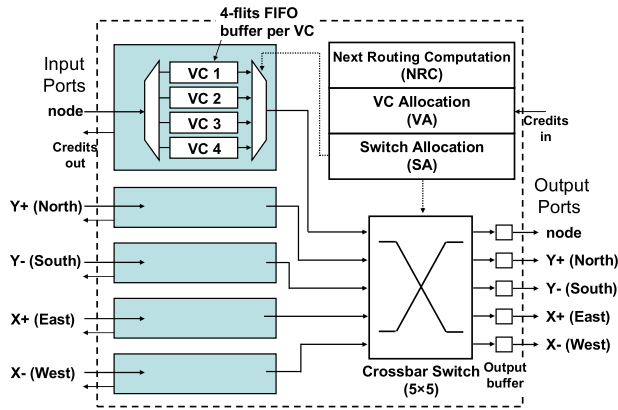 4-flits FIFO
buffer per VC
Input
Ports
node
Credits
out
VC 1
VC 2
VC 3
VC 4
Next Routing Computation
(NRC)
VC Allocation
(VA)
Switch Allocation
(SA)
Credits
in
Y+ (North)
Y- (South)
X+ (East)
X- (West)
Output
Ports
node
Y+ (North)
Y- (South)
X+ (East)
X- (West)
Crossbar Switch
(5×5)
Output
buffer